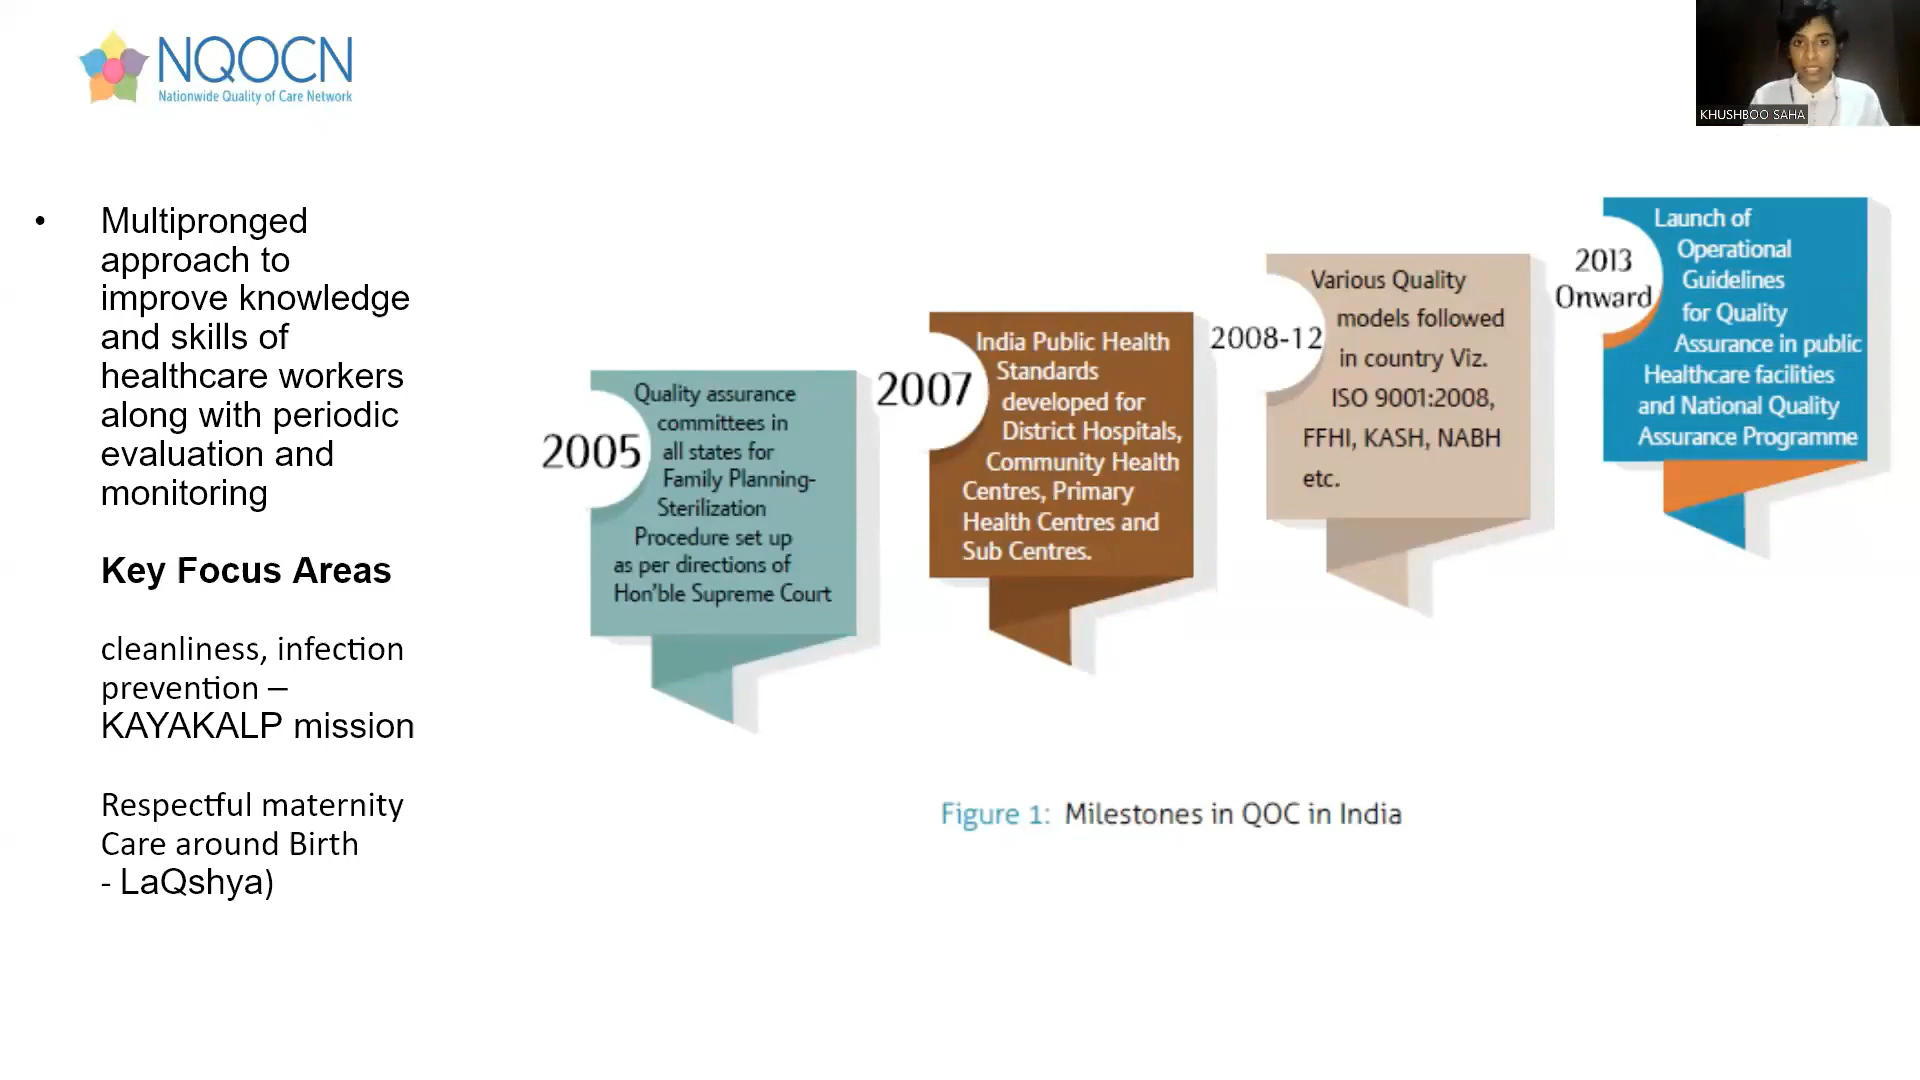 NQOCN
Nationwide Quality of Care Network
KHUSHBOO SAHA
• Multipronged
approach to
improve knowledge
and skills of
healthcare workers
along with periodic
evaluation and
monitoring
Key Focus Areas
cleanliness, infection
prevention –
KAYAKALP mission
Respectful maternity
Care around Birth
- LaQshya)
2005
Quality assurance
committees in
all states for
Family Planning-
Sterilization
Procedure set up
as per directions of
Hon'ble Supreme Court
2007
India Public Health
Standards
developed for
District Hospitals,
Community Health
Centres, Primary
Health Centres and
Sub Centres.
2008-12
Various Quality
models followed
in country Viz.
ISO 9001:2008,
FFHI, KASH, NABH
etc.
2013
Onward
Launch of
Operational
Guidelines
for Quality
Assurance in public
Healthcare facilities
and National Quality
Assurance Programme
Figure 1: Milestones in QOC in India